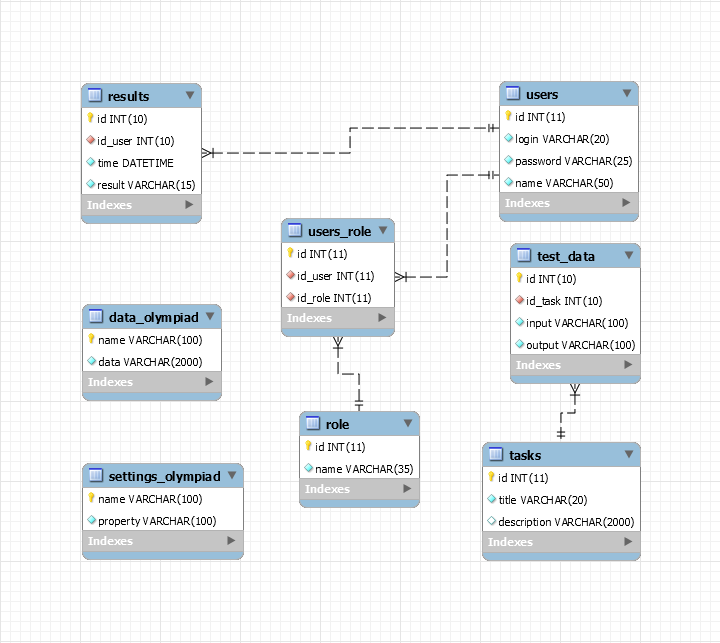 results
id INT(10)
id_user INT(10)
time DATETIME
result VARCHAR(15)
Indexes
users
id INT(11)
login VARCHAR(20)
password VARCHAR(25)
name VARCHAR(50)
Indexes
users_role
id INT(11)
id_user INT(11)
id_role INT(11)
Indexes
test_data
id INT(10)
id_task INT(10)
input VARCHAR(100)
output VARCHAR(100)
Indexes
data_olympiad
name VARCHAR(100)
data VARCHAR(2000)
Indexes
role
id INT(11)
name VARCHAR(35)
Indexes
tasks
id INT(11)
title VARCHAR(20)
description VARCHAR(2000)
Indexes
settings_olympiad
name VARCHAR(100)
property VARCHAR(100)
Indexes